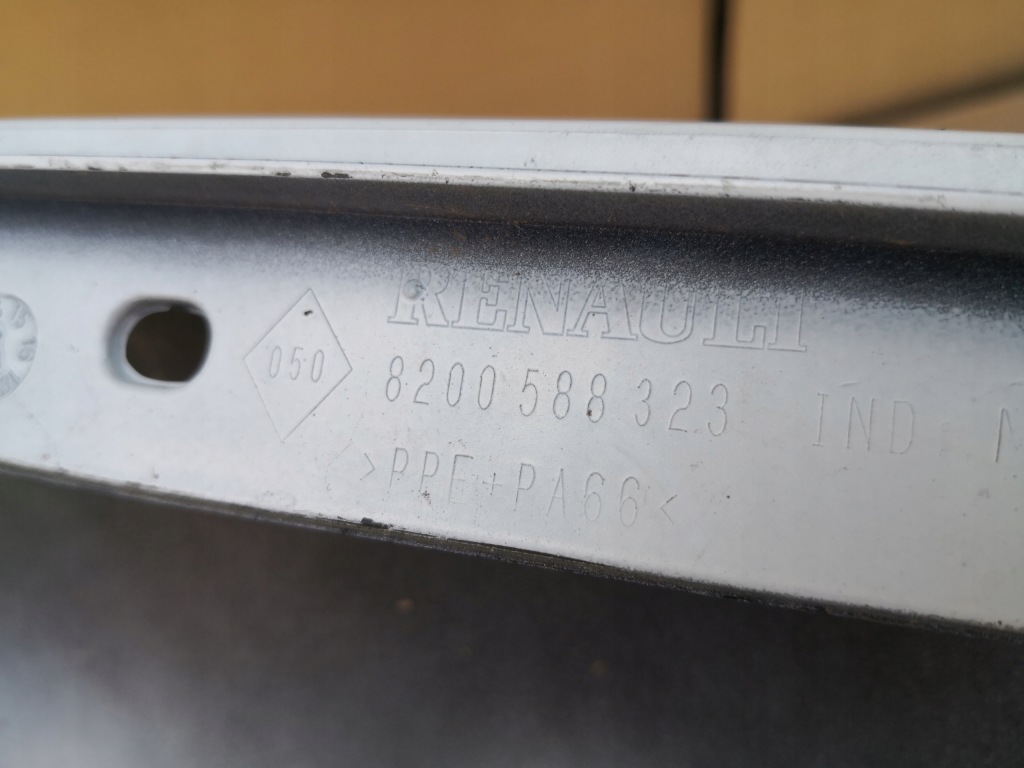 RENAULT
050
8200 588 323 IND
>PPE+PA66<